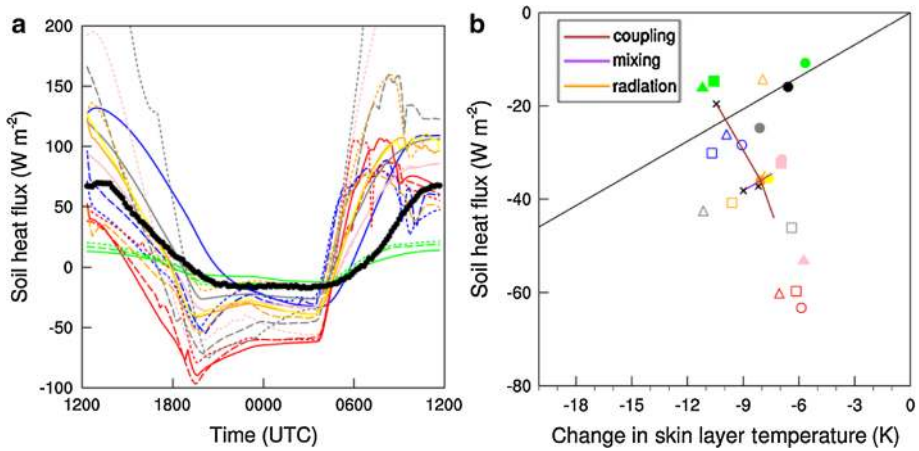 a
Soil heat flux (W m-2)
200
150
100
50
0
-50
-100
1200
1800
0000
0600
1200
Time (UTC)
b
Soil heat flux (W m-2)
-0
-20
-40
-60
-80
coupling
mixing
radiation
-18
-15
-12
-9
-6
-3
0
Change in skin layer temperature (K)